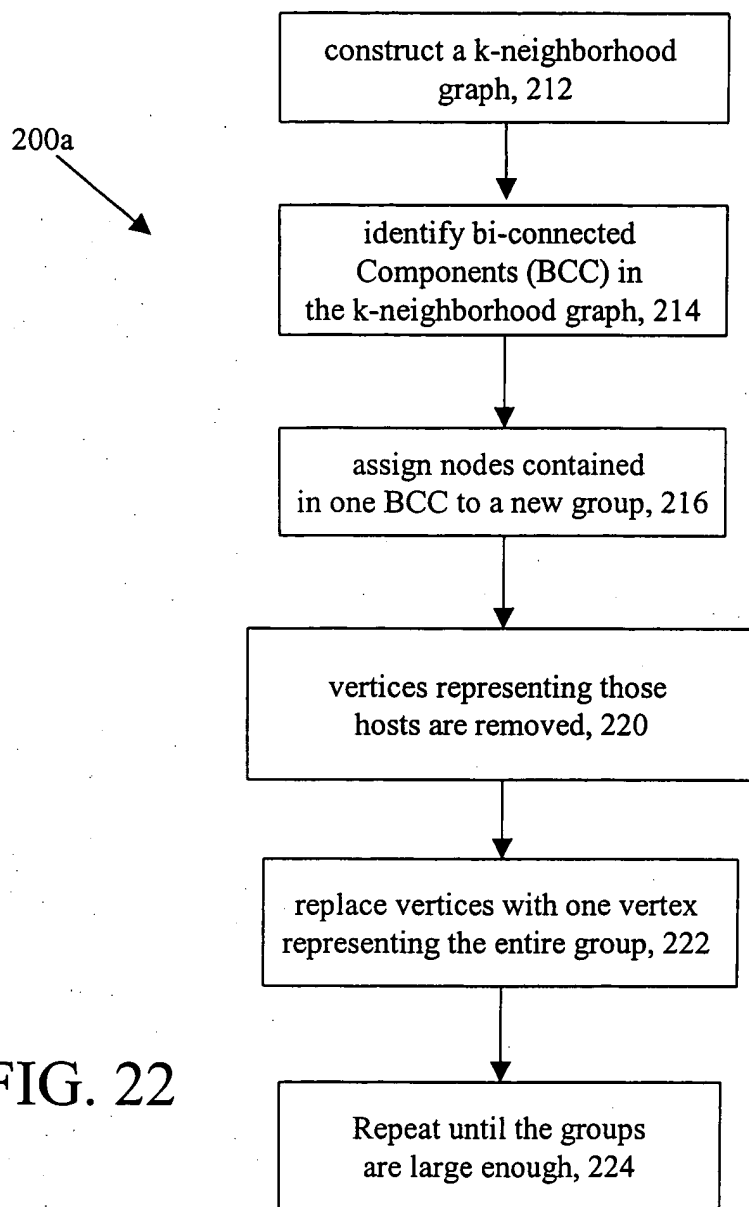 construct a k-neighborhood
graph, 212
200a
identify bi-connected
Components (BCC) in
the k-neighborhood graph, 214
assign nodes contained
in one BCC to a new group, 216
vertices representing those
hosts are removed, 220
replace vertices with one vertex
representing the entire group, 222
FIG. 22
Repeat until the groups
are large enough, 224